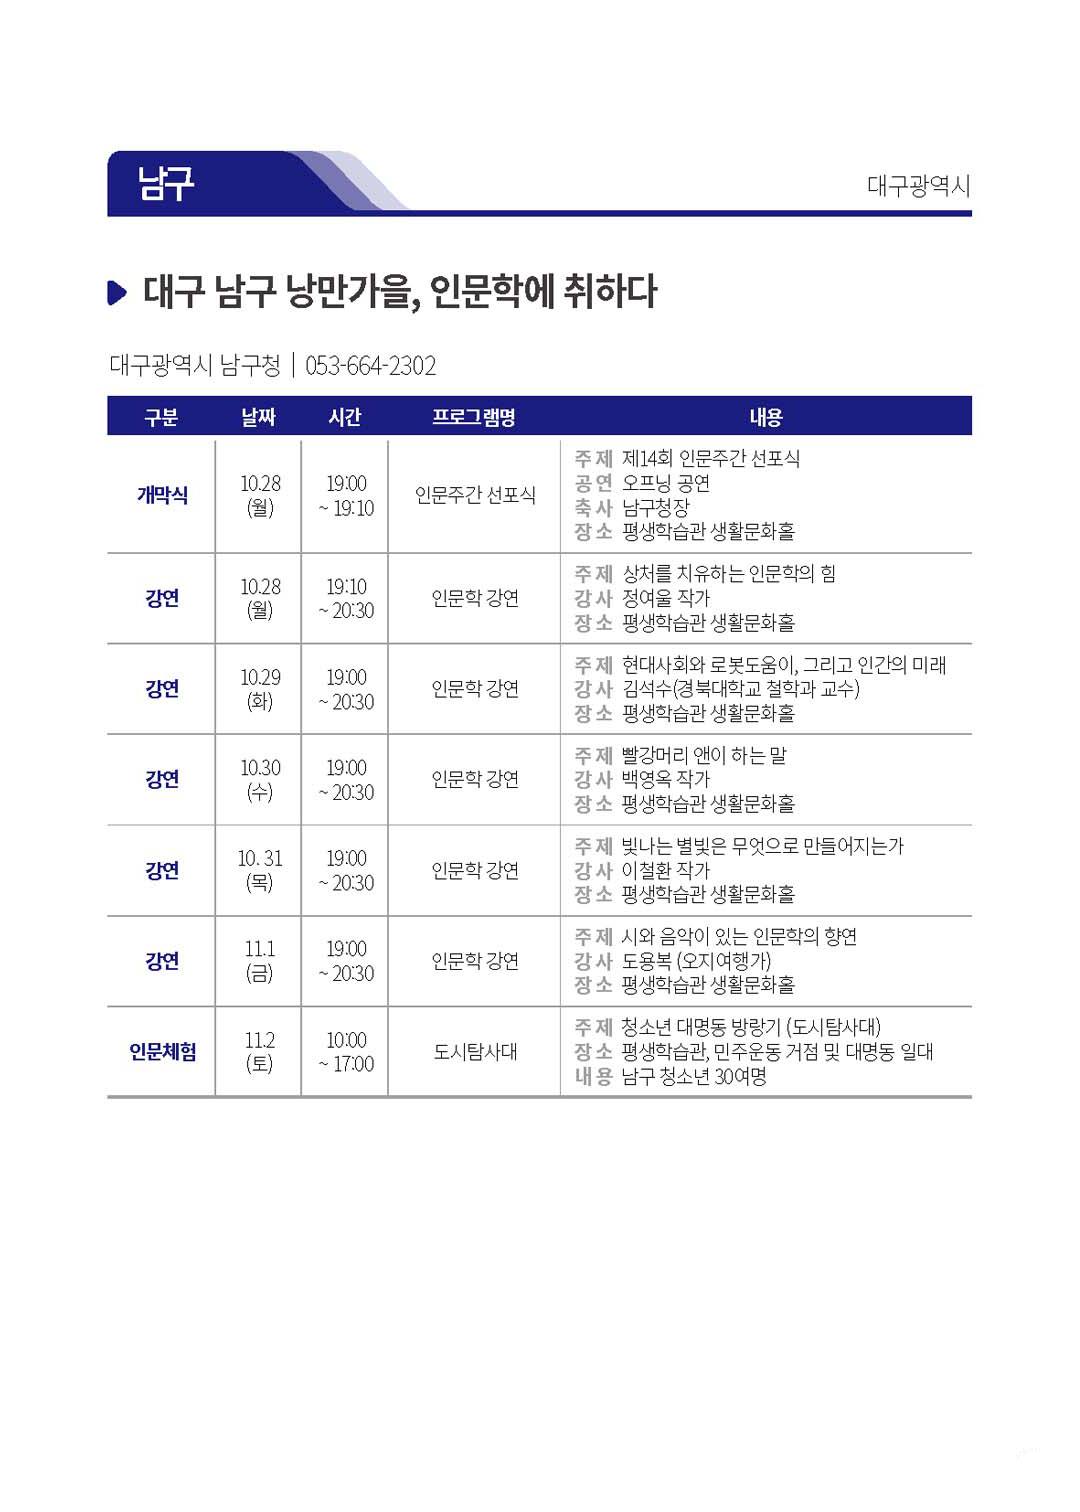 남구
대구광역시
대구 남구 낭만가을, 인문학에 취하다
대구광역시 남구청 | 053-664-2302
구분 날짜 시간 프로그램명 내용
개막식 10.28 (월) 19:00 ~ 19:10 인문주간 선포식
주제 제14회 인문주간 선포식
공연 오프닝 공연
축사 남구청장
장소 평생학습관 생활문화홀
강연 10.28 (월) 19:10 ~ 20:30 인문학 강연
주제 상처를 치유하는 인문학의 힘
강사 정여울 작가
장소 평생학습관 생활문화홀
강연 10.29 (화) 19:00 ~ 20:30 인문학 강연
주제 현대사회와 로봇도움이, 그리고 인간의 미래
강사 김석수(경북대학교 철학과 교수)
장소 평생학습관 생활문화홀
강연 10.30 (수) 19:00 ~ 20:30 인문학 강연
주제 빨강머리 앤이 하는 말
강사 백영옥 작가
장소 평생학습관 생활문화홀
강연 10. 31 (목) 19:00 ~ 20:30 인문학 강연
주제 빛나는 별빛은 무엇으로 만들어지는가
강사 이철환 작가
장소 평생학습관 생활문화홀
강연 11.1 (금) 19:00 ~ 20:30 인문학 강연
주제 시와 음악이 있는 인문학의 향연
강사 도용복 (오지여행가)
장소 평생학습관 생활문화홀
인문체험 11.2 (토) 10:00 ~ 17:00 도시탐사대
주제 청소년 대명동 방랑기 (도시탐사대)
장소 평생학습관, 민주운동 거점 및 대명동 일대
내용 남구 청소년 30여명